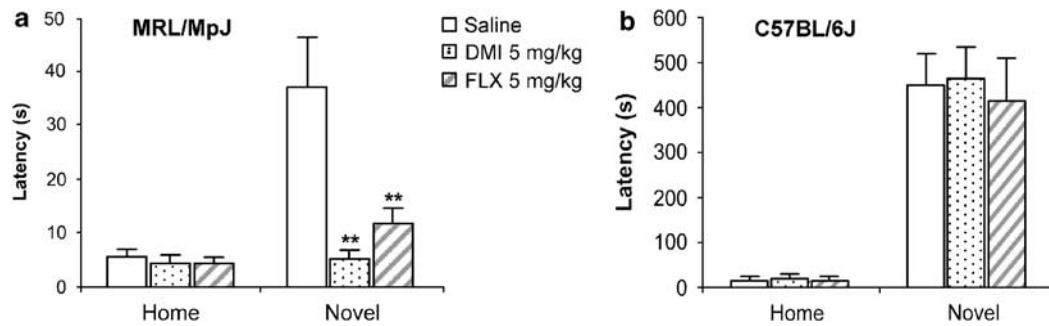 a
MRL/MpJ
Latency (s)
50
40
30
20
10
0
Home
Novel
**
**
Saline
DMI 5 mg/kg
FLX 5 mg/kg
b
C57BL/6J
Latency (s)
600
500
400
300
200
100
0
Home
Novel